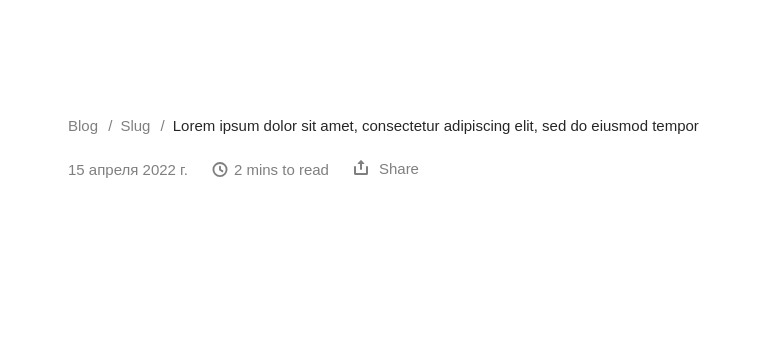 Blog / Slug / Lorem ipsum dolor sit amet, consectetur adipiscing elit, sed do eiusmod tempor
15 апреля 2022 г. 2 mins to read Share